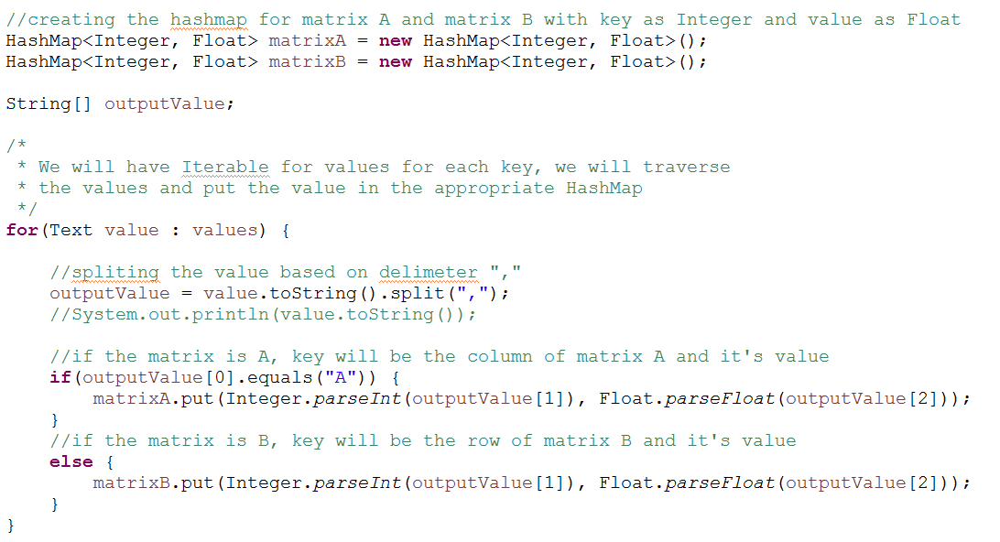 //creating the hashmap for matrix A and matrix B with key as Integer and value as Float
HashMap<Integer, Float> matrixA = new HashMap<Integer, Float>();
HashMap<Integer, Float> matrixB = new HashMap<Integer, Float>();
String[] outputValue;
/*
* We will have Iterable for values for each key, we will traverse
* the values and put the value in the appropriate HashMap
*/
for(Text value : values) {
//spliting the value based on delimeter ","
outputValue = value.toString().split(",");
//System.out.println(value.toString());
//if the matrix is A, key will be the column of matrix A and it's value
if(outputValue[0].equals("A")) {
matrixA.put(Integer.parseInt(outputValue[1]), Float.parseFloat(outputValue[2]));
}
//if the matrix is B, key will be the row of matrix B and it's value
else {
matrixB.put(Integer.parseInt(outputValue[1]), Float.parseFloat(outputValue[2]));
}
}